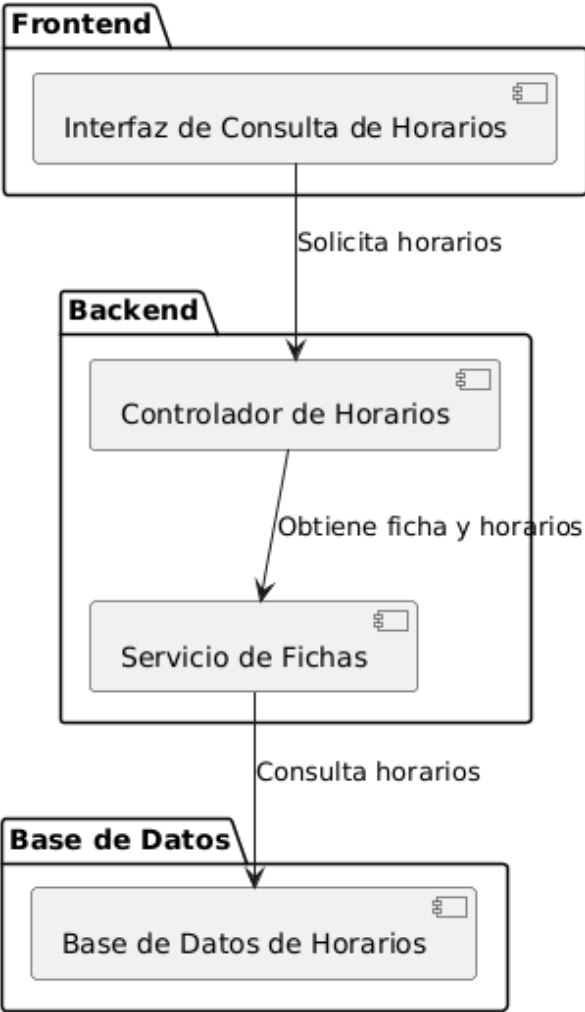 Frontend
Interfaz de Consulta de Horarios
Solicita horarios
Backend
Controlador de Horarios
Obtiene ficha y horarios
Servicio de Fichas
Consulta horarios
Base de Datos
Base de Datos de Horarios